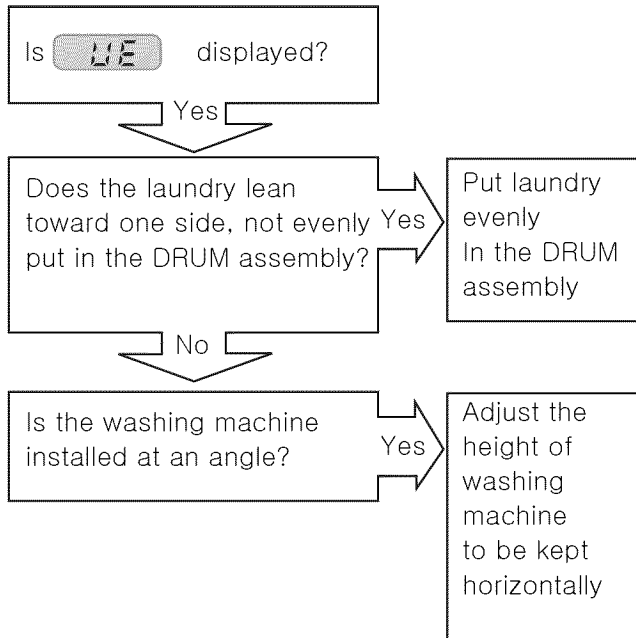 Is UE displayed?
Yes
Does the laundry lean
toward one side, not evenly
put in the DRUM assembly?
Yes
Put laundry
evenly
In the DRUM
assembly
No
Is the washing machine
installed at an angle?
Yes
Adjust the
height of
washing
machine
to be kept
horizontally